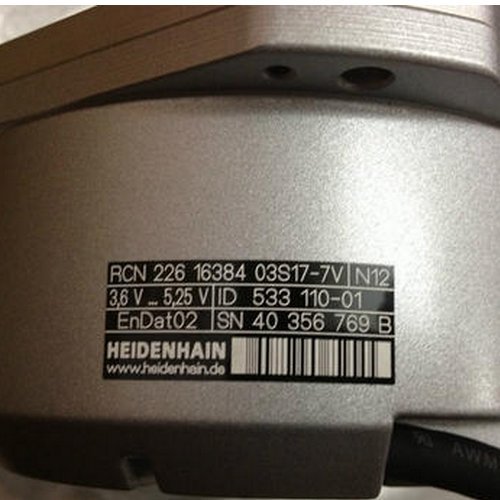 RCN 226 16384 03S17-7V N12
3,6 V ... 5,25 V ID 533 110-01
EnDat02 SN 40 356 769 B
HEIDENHAIN
www.heidenhain.de
AWM